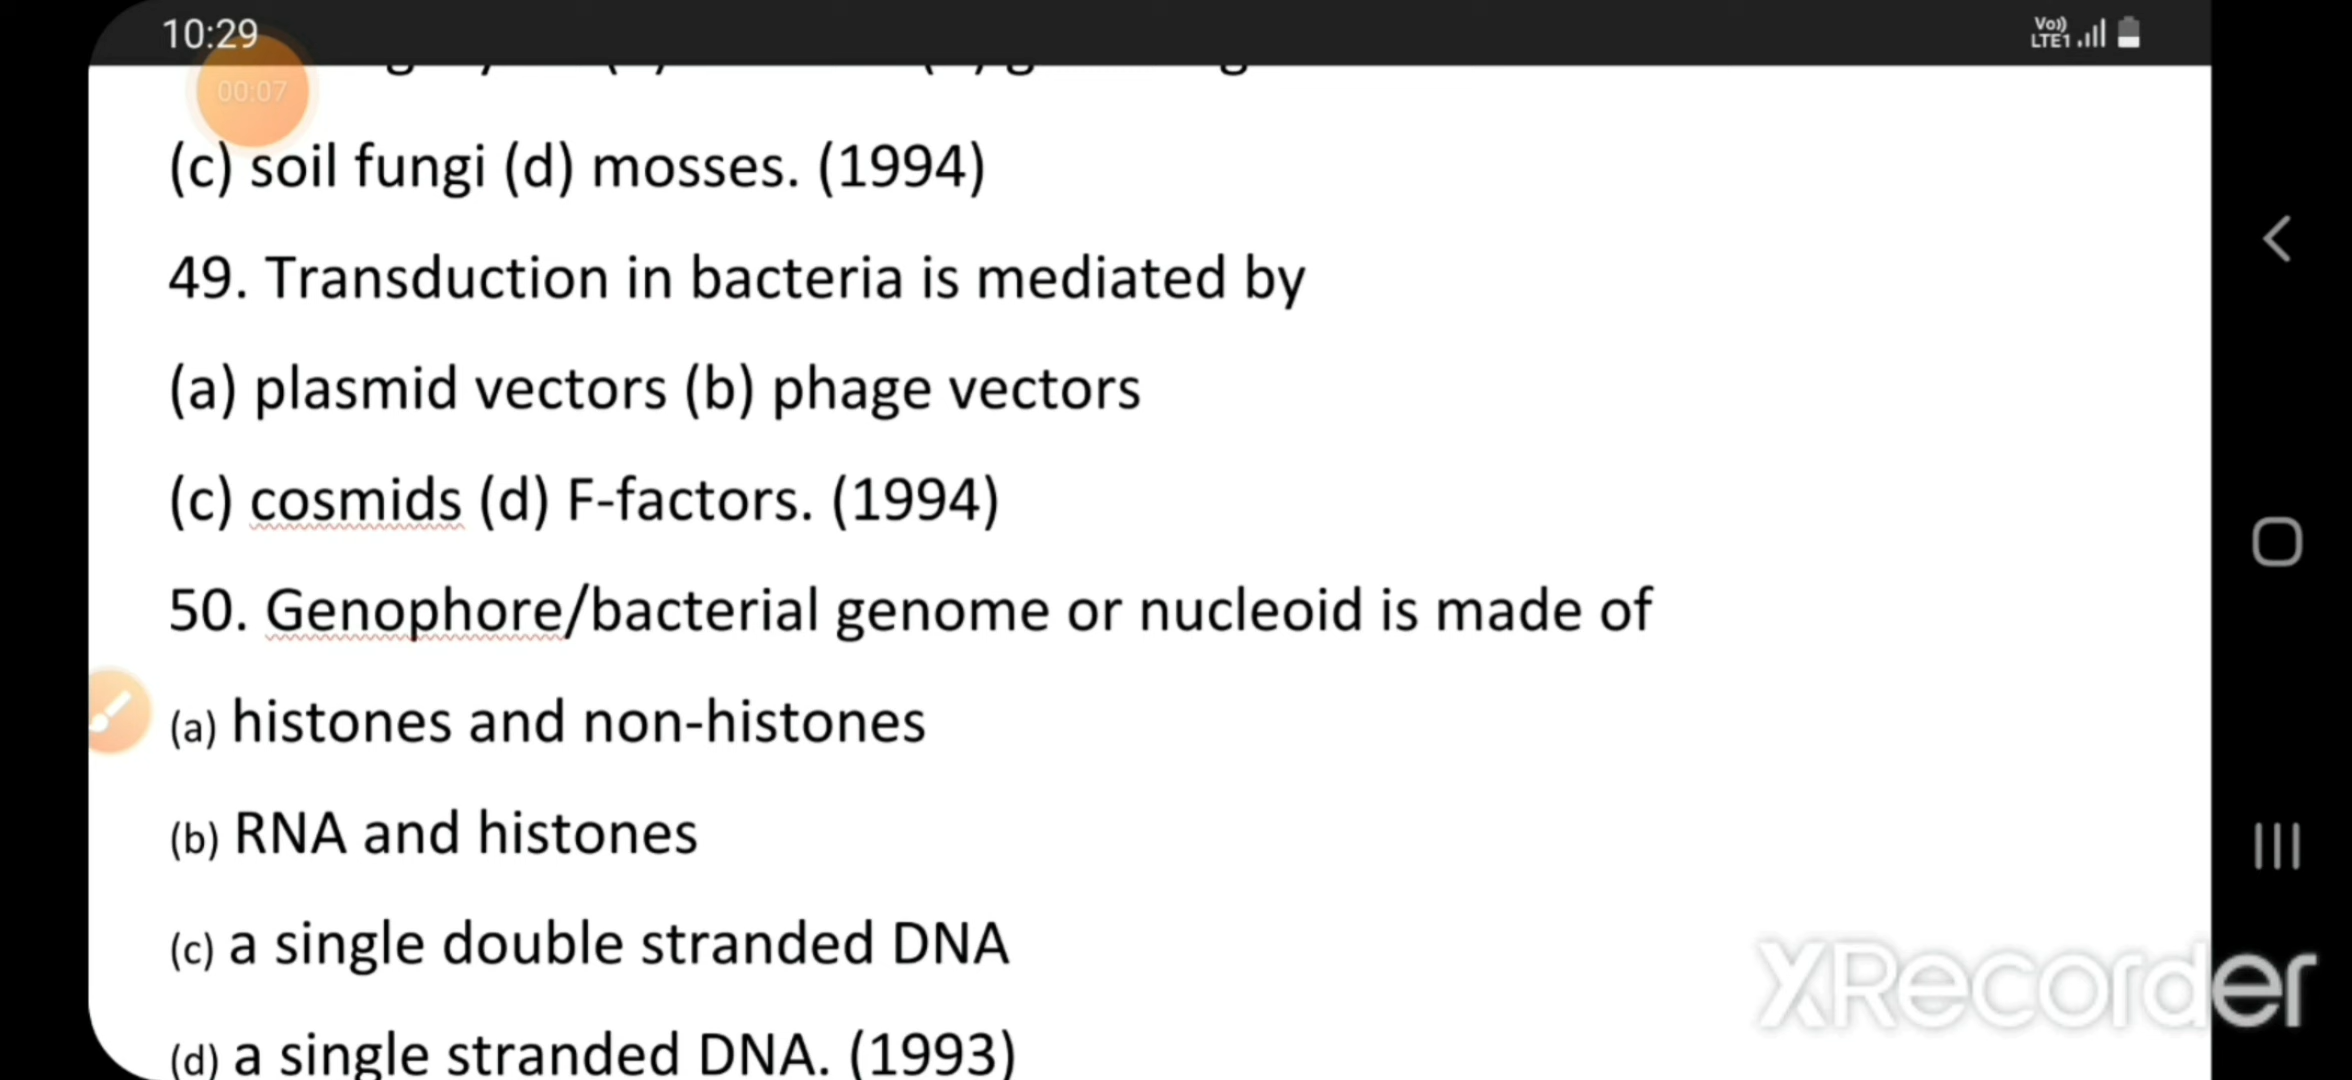 10:29
Vo))
LTE1
00:07
(c) soil fungi (d) mosses. (1994)
49. Transduction in bacteria is mediated by
(a) plasmid vectors (b) phage vectors
(c) cosmids (d) F-factors. (1994)
50. Genophore/bacterial genome or nucleoid is made of
(a) histones and non-histones
(b) RNA and histones
(c) a single double stranded DNA
(d) a single stranded DNA. (1993)
XRecorder